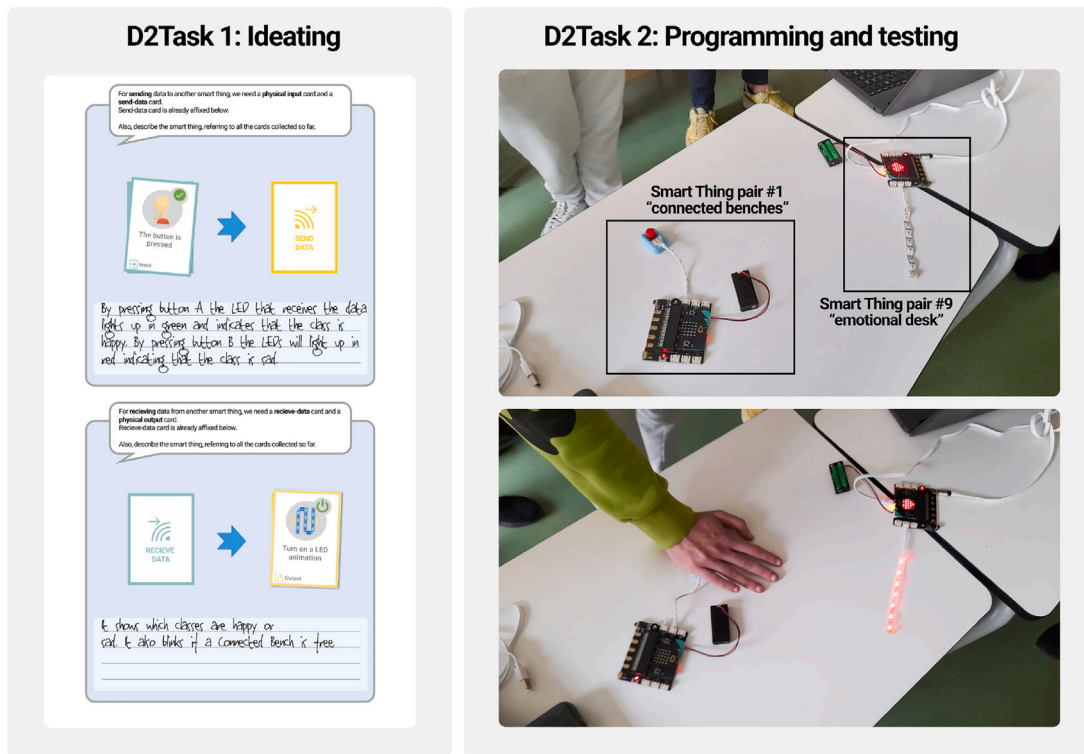 D2Task 1: Ideating
For sending data to another smart thing, we need a physical input card and a
send-data card.
Send-data card is already affixed below.
Also, describe the smart thing, referring to all the cards collected so far.
The button is
pressed
Input
SEND
DATA
By pressing button A the LED that receives the data
lights up in green and indicates that the class is
happy. By pressing button B the LEDs will light up in
red indicating that the class is sad.
For recieving data from another smart thing, we need a recieve-data card and a
physical output card.
Recieve-data card is already affixed below.
Also, describe the smart thing, referring to all the cards collected so far.
RECIEVE
DATA
Turn on a LED
animation
Output
It shows which classes are happy or
sad. It also blinks if a Connected Bench is free
D2Task 2: Programming and testing
Smart Thing pair #1
“connected benches”
Smart Thing pair #9
“emotional desk”